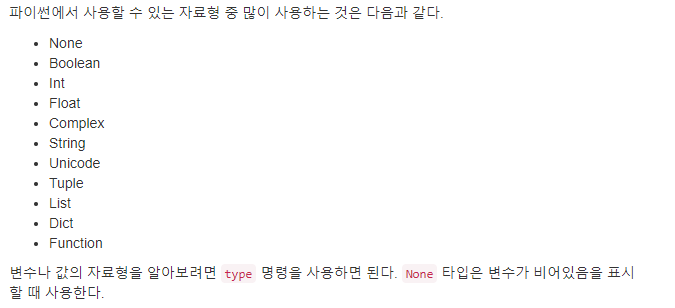 파이썬에서 사용할 수 있는 자료형 중 많이 사용하는 것은 다음과 같다.
• None
• Boolean
• Int
• Float
• Complex
• String
• Unicode
• Tuple
• List
• Dict
• Function
변수나 값의 자료형을 알아보려면 type 명령을 사용하면 된다. None 타입은 변수가 비어있음을 표시
할 때 사용한다.